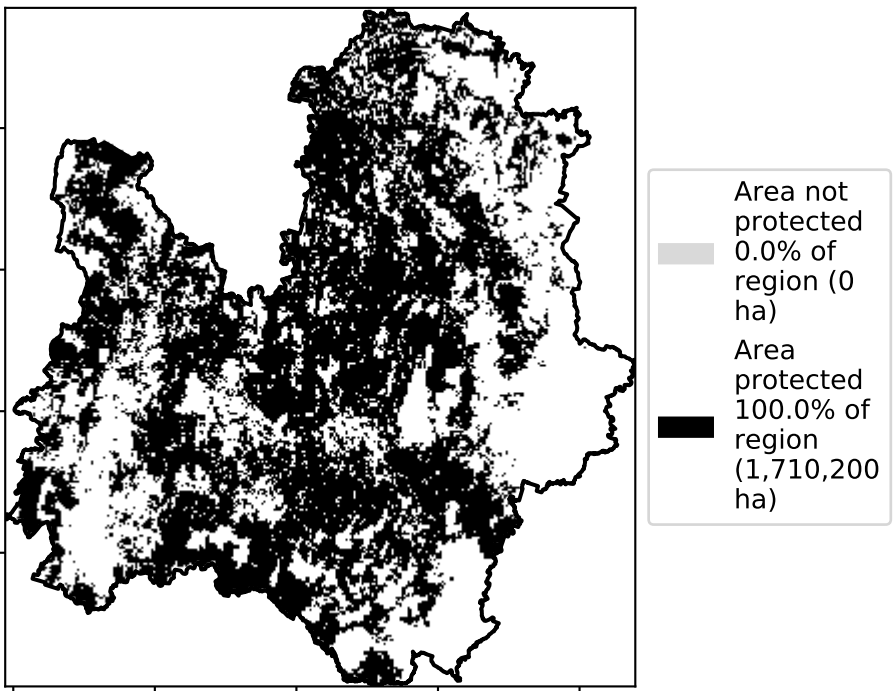 Area not
protected
0.0% of
region (0
ha)
Area
protected
100.0% of
region
(1,710,200
ha)